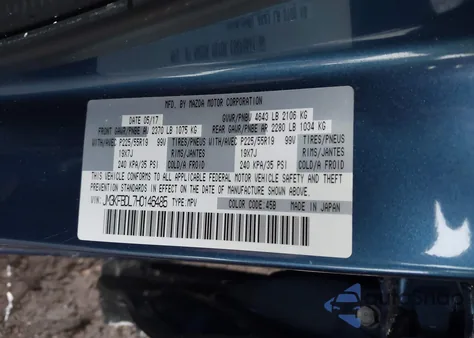 MFD. BY MAZDA MOTOR CORPORATION
DATE 05/17 GVWR/PNBV 4643 LB 2106 KG
FRONT GAWR/PNBE AV 2370 LB 1075 KG REAR GAWR/PNBE AR 2280 LB 1034 KG
WITH/AVEC P225/55R19 99V TIRES/PNEUS WITH/AVEC P225/55R19 99V TIRES/PNEUS
19X7J RIMS/JANTES 19X7J RIMS/JANTES
240 KPA/35 PSI COLD/A FROID 240 KPA/35 PSI COLD/A FROID
THIS VEHICLE CONFORMS TO ALL APPLICABLE FEDERAL MOTOR
VEHICLE SAFETY, BUMPER, AND THEFT PREVENTION STANDARDS
IN EFFECT ON THE DATE OF MANUFACTURE SHOWN ABOVE.
VIN: JM3KFBDL7H0146485 TYPE: MPV COLOR CODE: 45B MADE IN JAPAN
autosnap